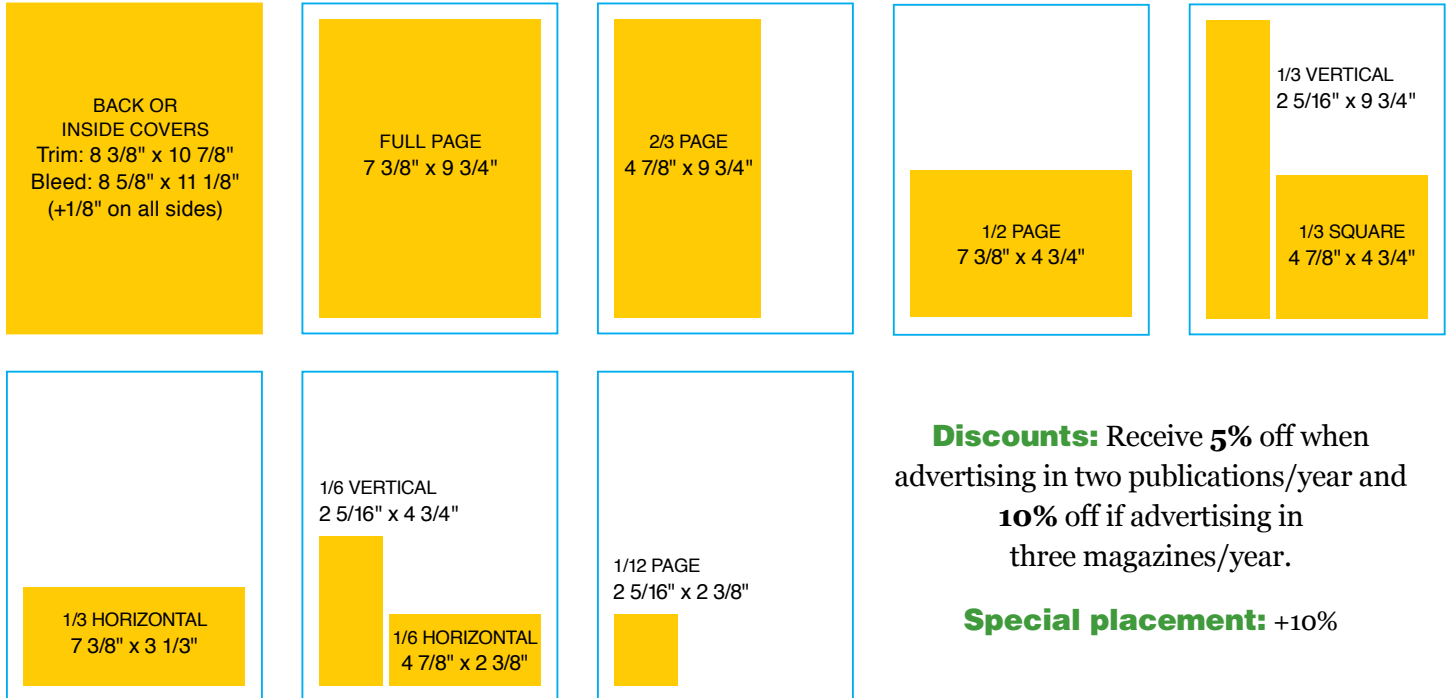 BACK OR
INSIDE COVERS
Trim: 8 3/8" x 10 7/8"
Bleed: 8 5/8" x 11 1/8"
(+1/8" on all sides)
FULL PAGE
7 3/8" x 9 3/4"
2/3 PAGE
4 7/8" x 9 3/4"
1/2 PAGE
7 3/8" x 4 3/4"
1/3 VERTICAL
2 5/16" x 9 3/4"
1/3 SQUARE
4 7/8" x 4 3/4"
1/3 HORIZONTAL
7 3/8" x 3 1/3"
1/6 VERTICAL
2 5/16" x 4 3/4"
1/6 HORIZONTAL
4 7/8" x 2 3/8"
1/12 PAGE
2 5/16" x 2 3/8"
Discounts: Receive 5% off when
advertising in two publications/year and
10% off if advertising in
three magazines/year.
Special placement: +10%